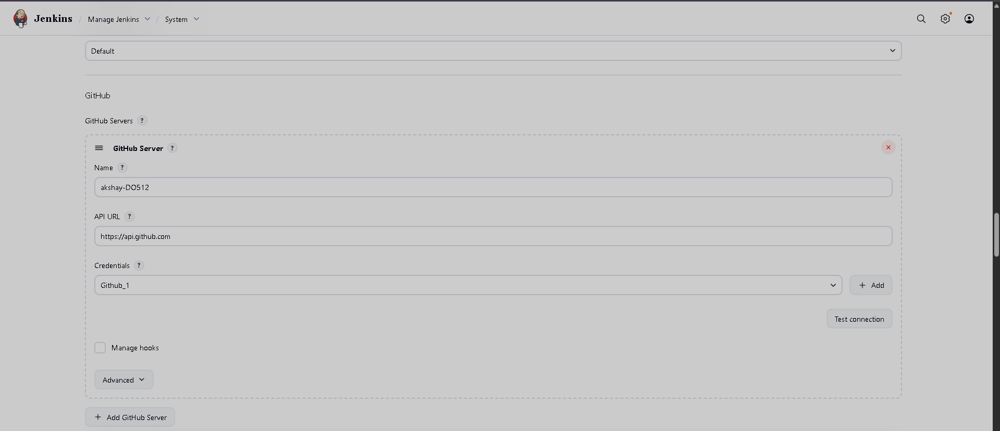 Jenkins / Manage Jenkins / System
Default
GitHub
GitHub Servers ?
GitHub Server ?
Name ?
akshay-DO512
API URL ?
https://api.github.com
Credentials ?
Github_1
+ Add
Test connection
Manage hooks
Advanced
+ Add GitHub Server